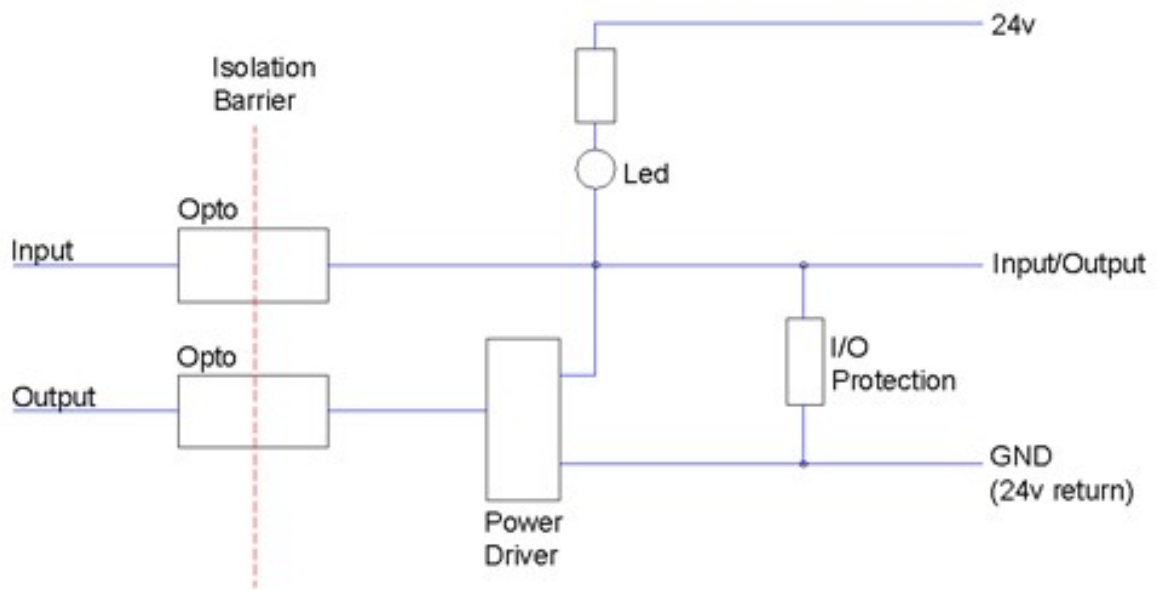 24v
Isolation
Barrier
Led
Opto
Input
Input/Output
Opto
I/O
Protection
Output
GND
(24v return)
Power
Driver